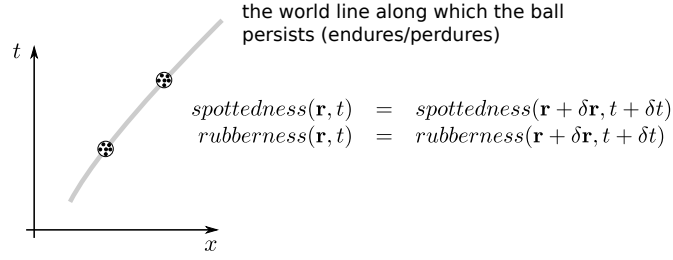 the world line along which the ball
persists (endures/perdures)
t
spottedness(r, t) = spottedness(r + δr, t + δt)
rubberness(r, t) = rubberness(r + δr, t + δt)
x